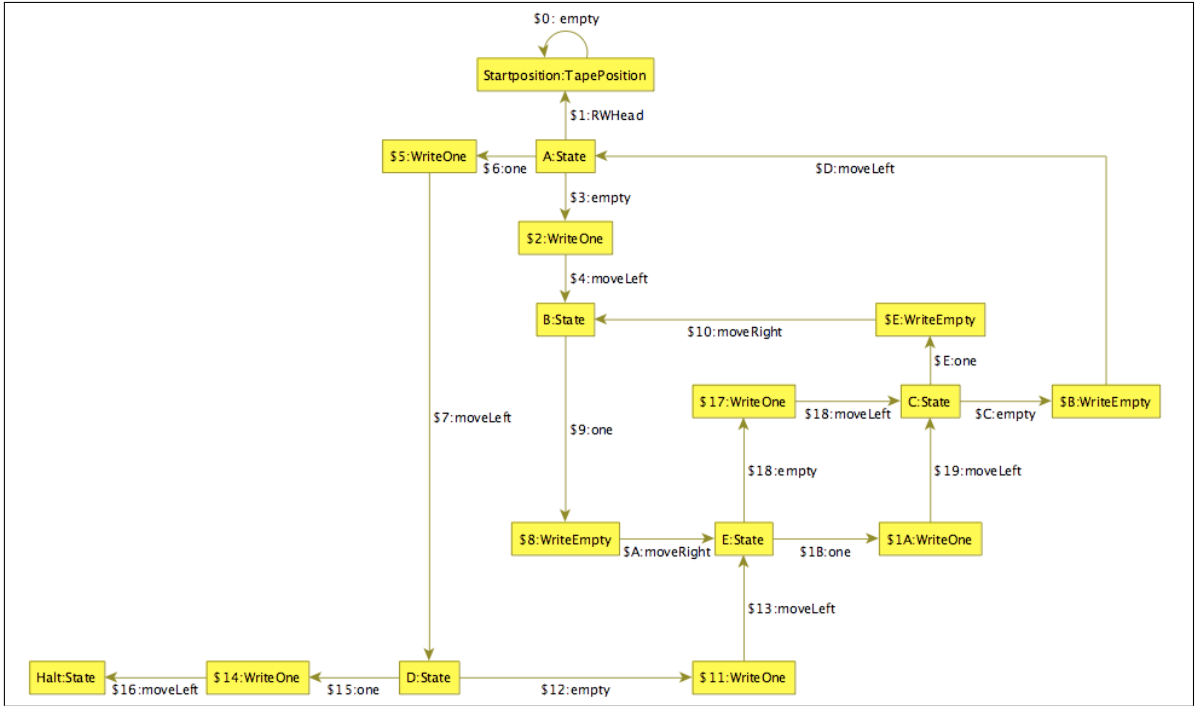 $0: empty
Startposition:TapePosition
$1:RWHead
$5:WriteOne
$6:one
A:State
$D:moveLeft
$3:empty
$2:WriteOne
$4:moveLeft
B:State
$10:moveRight
$E:WriteEmpty
$E:one
$17:WriteOne
$18:moveLeft
C:State
$C:empty
$B:WriteEmpty
$7:moveLeft
$9:one
$18:empty
$19:moveLeft
$8:WriteEmpty
$A:moveRight
E:State
$1B:one
$1A:WriteOne
$13:moveLeft
Halt:State
$16:moveLeft
$14:WriteOne
$15:one
D:State
$12:empty
$11:WriteOne